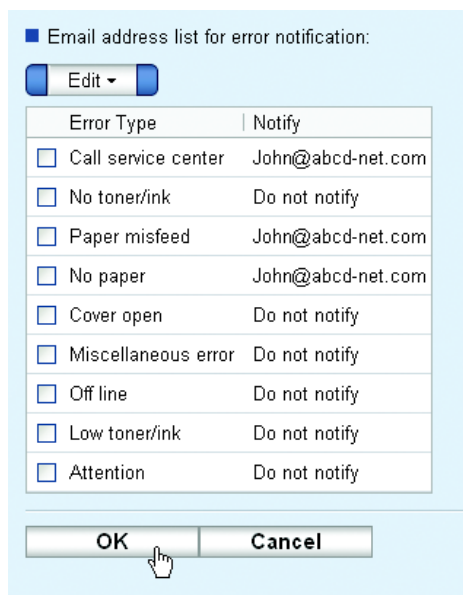 Email address list for error notification:
Edit
Error Type Notify
Call service center John@abcd-net.com
No toner/ink Do not notify
Paper misfeed John@abcd-net.com
No paper John@abcd-net.com
Cover open Do not notify
Miscellaneous error Do not notify
Off line Do not notify
Low toner/ink Do not notify
Attention Do not notify
OK Cancel